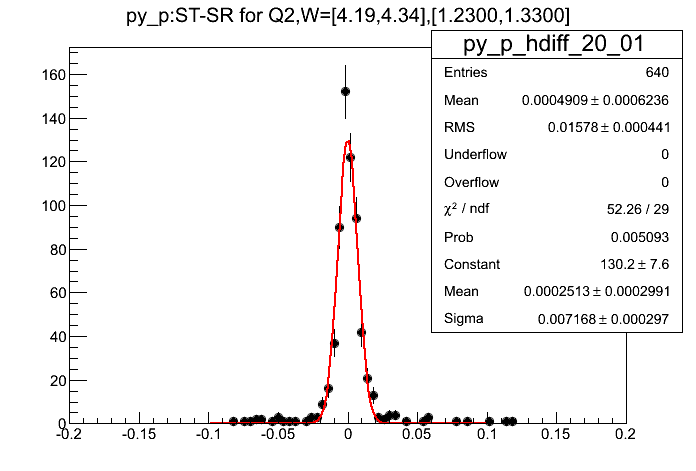 py_p:ST-SR for Q2,W=[4.19,4.34],[1.2300,1.3300]
py_p_hdiff_20_01
Entries 640
Mean 0.0004909 ± 0.0006236
RMS 0.01578 ± 0.000441
Underflow 0
Overflow 0
χ² / ndf 52.26 / 29
Prob 0.005093
Constant 130.2 ± 7.6
Mean 0.0002513 ± 0.0002991
Sigma 0.007168 ± 0.000297
160
140
120
100
80
60
40
20
0
-0.2 -0.15 -0.1 -0.05 0 0.05 0.1 0.15 0.2